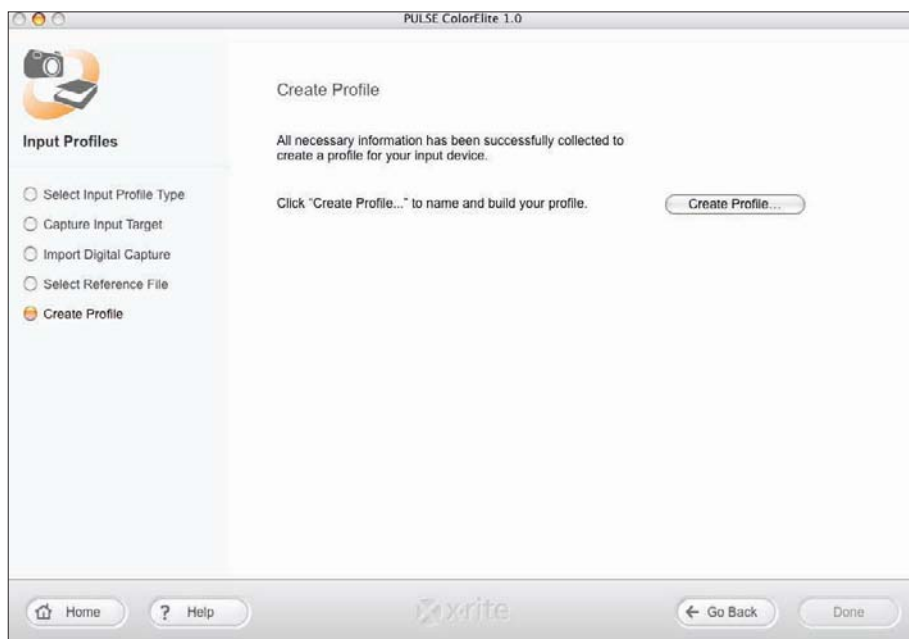 PULSE ColorElite 1.0
Input Profiles
Select Input Profile Type
Capture Input Target
Import Digital Capture
Select Reference File
Create Profile
Create Profile
All necessary information has been successfully collected to
create a profile for your input device.
Click "Create Profile..." to name and build your profile.
Create Profile...
Home
? Help
x·rite
← Go Back
Done